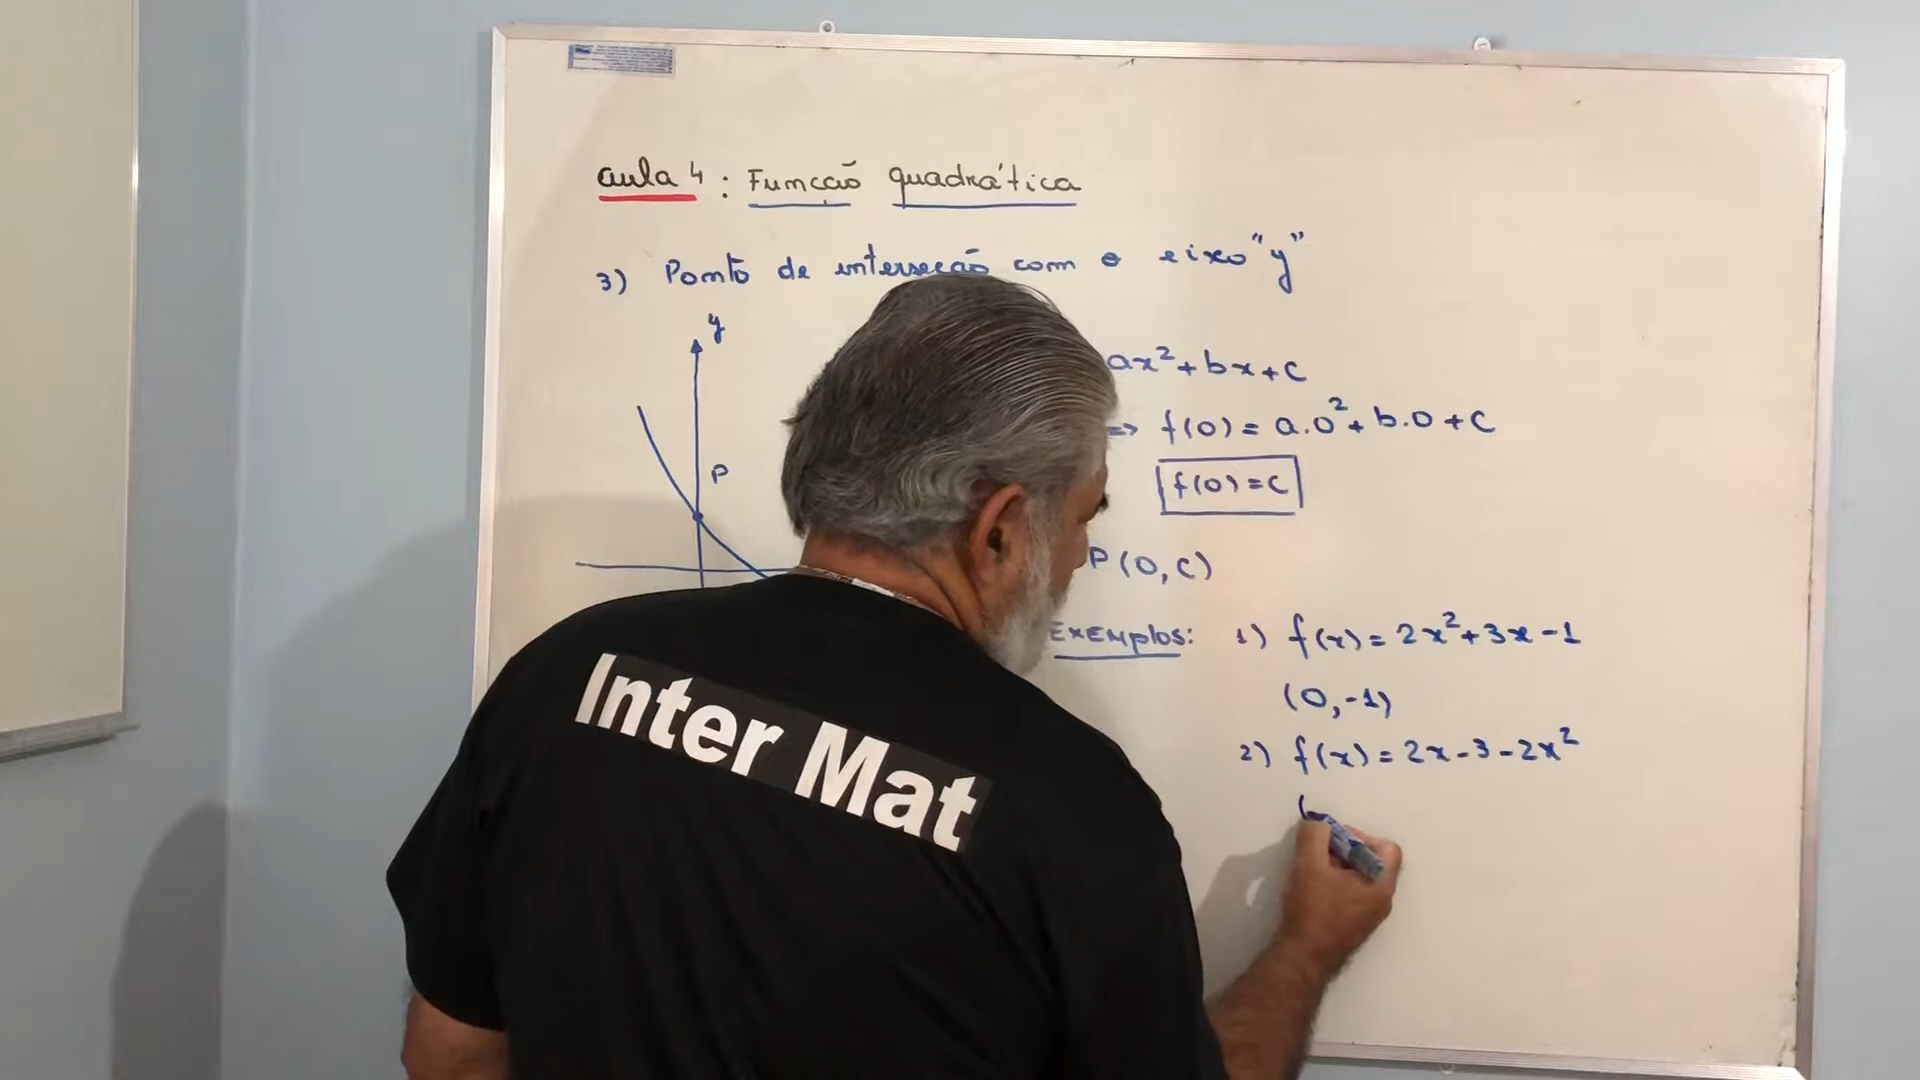 aula 4 : Função quadrática
3) Ponto de interseção com o eixo "y"
y
P
ax²+bx+c
=> f(0) = a.0²+b.0+c
f(0)=c
P(0,c)
Exemplos: 1) f(x)=2x²+3x-1
(0,-1)
2) f(x)=2x-3-2x²
(
Inter Mat